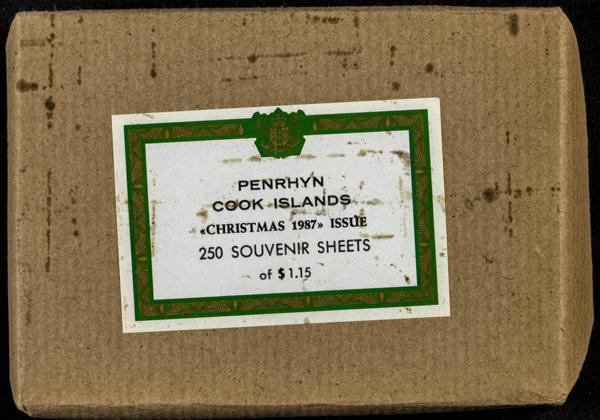 PENRHYN
COOK ISLANDS
«CHRISTMAS 1987» ISSUE
250 SOUVENIR SHEETS
of $1.15